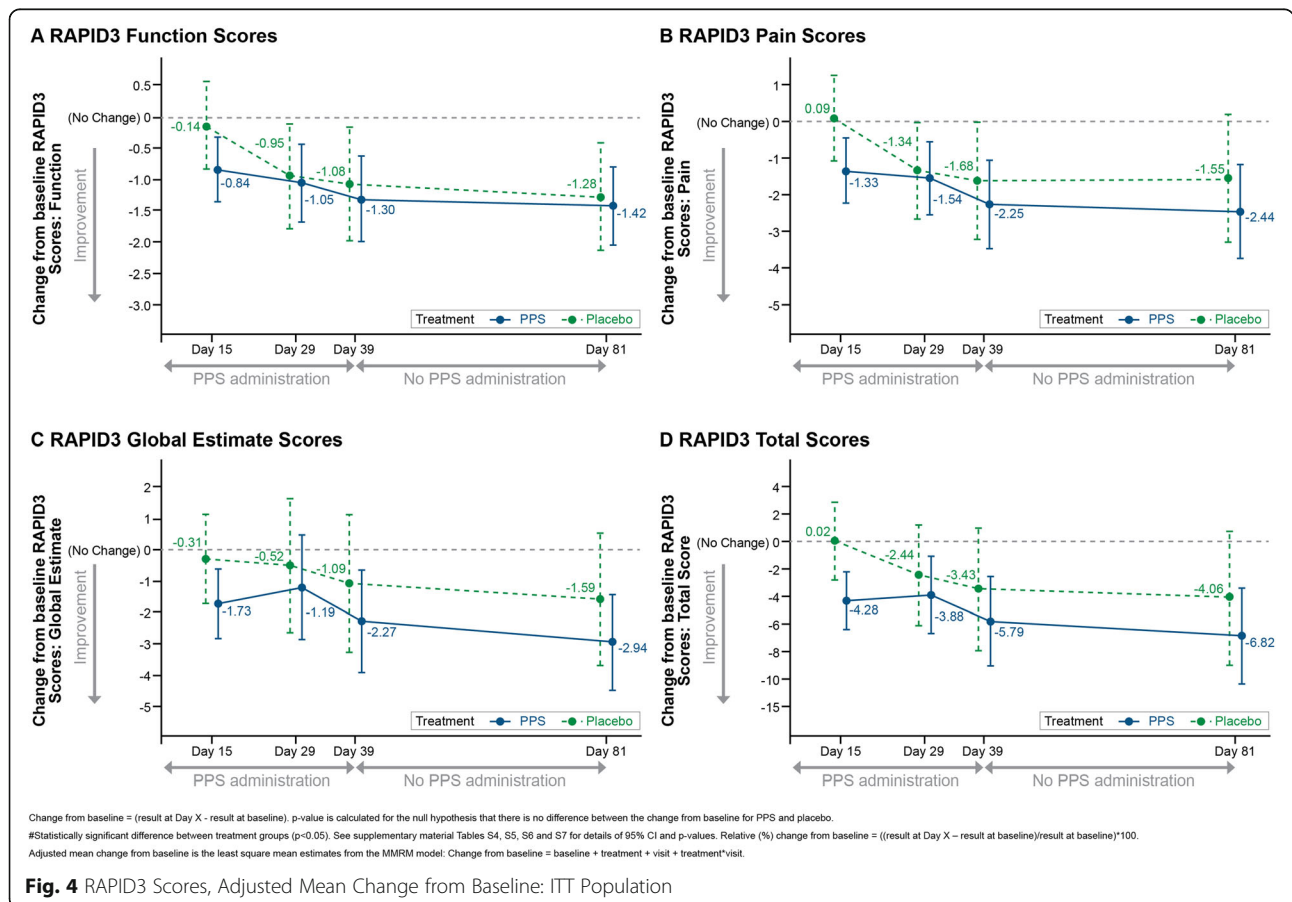 A RAPID3 Function Scores
Change from baseline RAPID3
Scores: Function
Improvement
0.5
(No Change) 0
-0.5
-1.0
-1.5
-2.0
-2.5
-3.0
-0.14
-0.95
-1.08
-1.28
-0.84
-1.05
-1.30
-1.42
Treatment PPS Placebo
Day 15 Day 29 Day 39 Day 81
PPS administration No PPS administration
B RAPID3 Pain Scores
Change from baseline RAPID3
Scores: Pain
Improvement
1
(No Change) 0
-1
-2
-3
-4
-5
0.09
-1.34
-1.68
-1.55
-1.33
-1.54
-2.25
-2.44
Treatment PPS Placebo
Day 15 Day 29 Day 39 Day 81
PPS administration No PPS administration
C RAPID3 Global Estimate Scores
Change from baseline RAPID3
Scores: Global Estimate
Improvement
2
1
(No Change) 0
-1
-2
-3
-4
-5
-0.31
-0.52
-1.09
-1.59
-1.73
-1.19
-2.27
-2.94
Treatment PPS Placebo
Day 15 Day 29 Day 39 Day 81
PPS administration No PPS administration
D RAPID3 Total Scores
Change from baseline RAPID3
Scores: Total Score
Improvement
4
2
(No Change) 0
-2
-4
-6
-8
-10
-15
0.02
-2.44
-3.43
-4.06
-4.28
-3.88
-5.79
-6.82
Treatment PPS Placebo
Day 15 Day 29 Day 39 Day 81
PPS administration No PPS administration
Change from baseline = (result at Day X - result at baseline). p-value is calculated for the null hypothesis that there is no difference between the change from baseline for PPS and placebo.
#Statistically significant difference between treatment groups (p<0.05). See supplementary material Tables S4, S5, S6 and S7 for details of 95% CI and p-values. Relative (%) change from baseline = ((result at Day X – result at baseline)/result at baseline)*100.
Adjusted mean change from baseline is the least square mean estimates from the MMRM model: Change from baseline = baseline + treatment + visit + treatment*visit.
Fig. 4 RAPID3 Scores, Adjusted Mean Change from Baseline: ITT Population